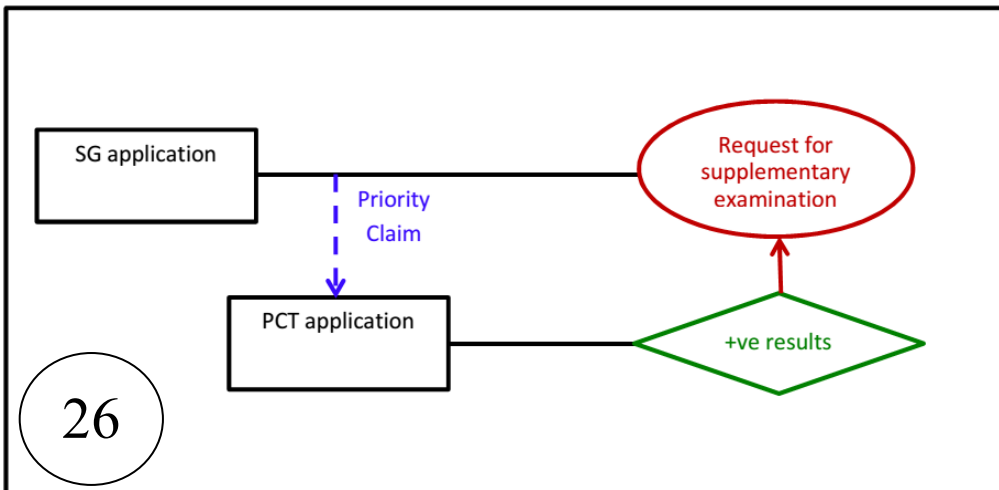 SG application
Request for
supplementary
examination
Priority
Claim
PCT application
+ve results
26